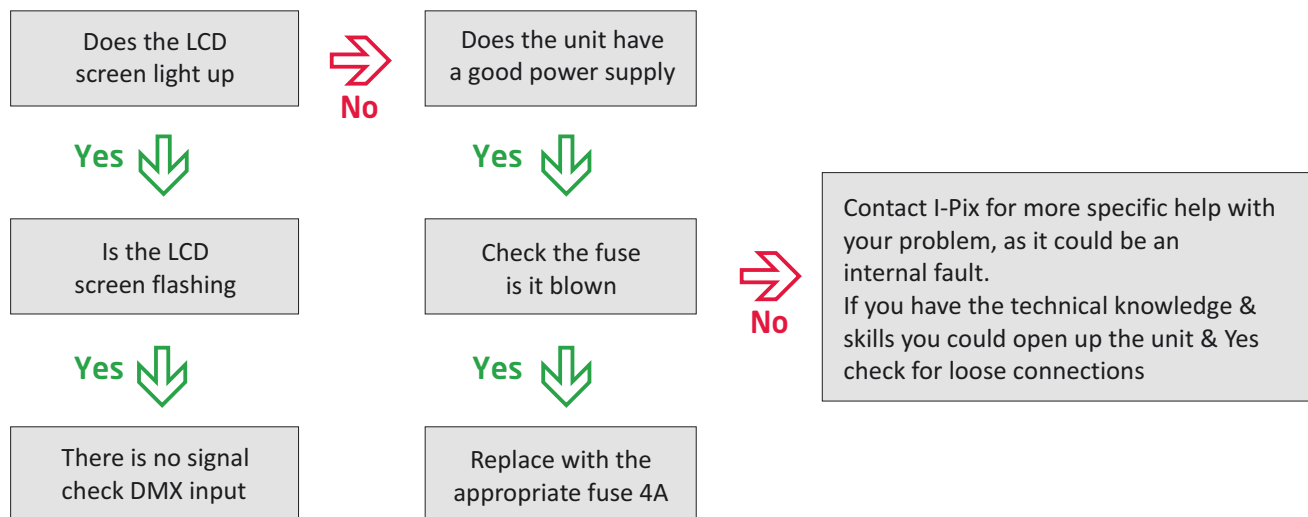 Does the LCD
screen light up
No
Does the unit have
a good power supply
Yes
Yes
Is the LCD
screen flashing
Check the fuse
is it blown
No
Contact I-Pix for more specific help with
your problem, as it could be an
internal fault.
If you have the technical knowledge &
skills you could open up the unit & Yes
check for loose connections
Yes
Yes
There is no signal
check DMX input
Replace with the
appropriate fuse 4A